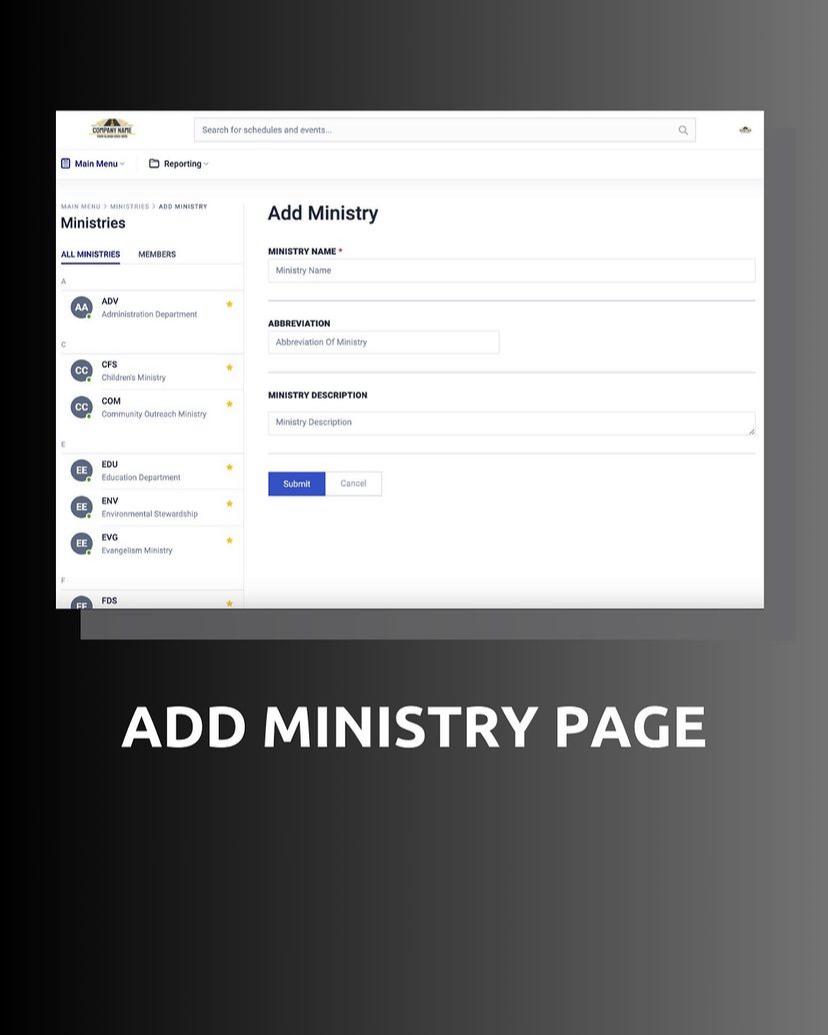 COMPANY NAME
Search for schedules and events...
Main Menu
Reporting
MAIN MENU > MINISTRIES > ADD MINISTRY
Ministries
ALL MINISTRIES MEMBERS
A
AA
ADV
Administration Department
C
CC
CFS
Children's Ministry
CC
COM
Community Outreach Ministry
E
EE
EDU
Education Department
EE
ENV
Environmental Stewardship
EE
EVG
Evangelism Ministry
F
FF
FDS
Add Ministry
MINISTRY NAME *
Ministry Name
ABBREVIATION
Abbreviation Of Ministry
MINISTRY DESCRIPTION
Ministry Description
Submit
Cancel
ADD MINISTRY PAGE